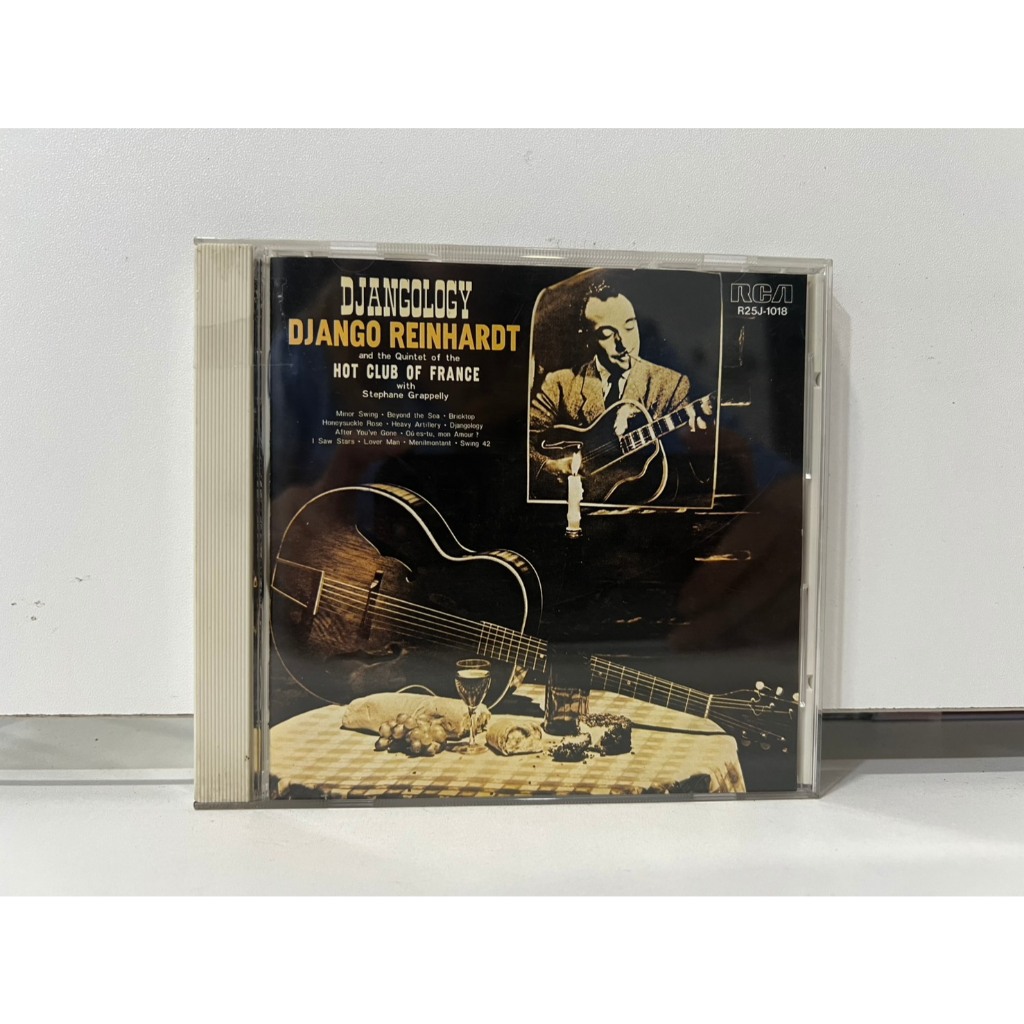 DJANGOLOGY
DJANGO REINHARDT
and the Quintet of the
HOT CLUB OF FRANCE
with
Stephane Grappelly
Minor Swing • Beyond the Sea • Bricktop
Honeysuckle Rose • Heavy Artillery • Djangology
After You've Gone • Où es-tu, mon Amour ?
I Saw Stars • Lover Man • Menilmontant • Swing 42
RCA
R25J-1018